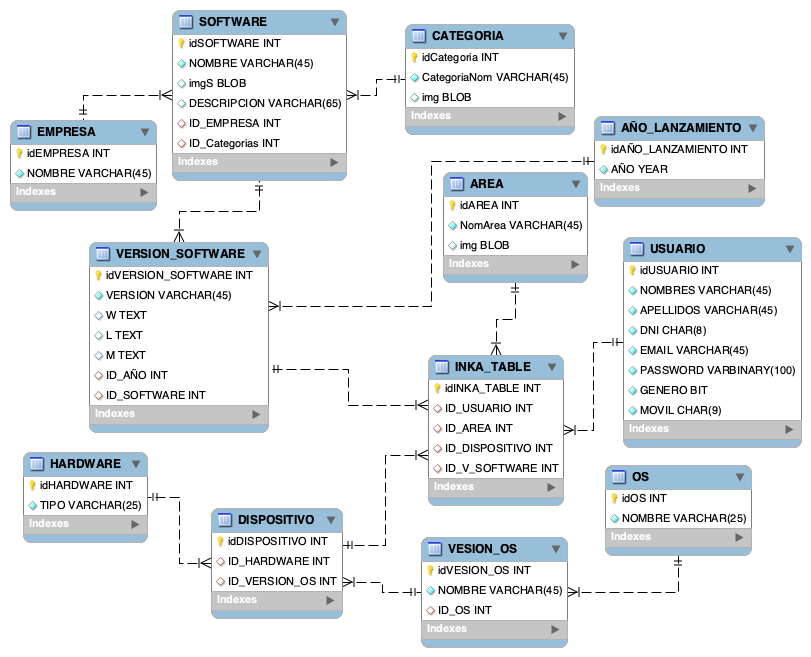 SOFTWARE
idSOFTWARE INT
NOMBRE VARCHAR(45)
imgS BLOB
DESCRIPCION VARCHAR(65)
ID_EMPRESA INT
ID_Categorias INT
Indexes
CATEGORIA
idCategoria INT
CategoriaNom VARCHAR(45)
img BLOB
Indexes
EMPRESA
idEMPRESA INT
NOMBRE VARCHAR(45)
Indexes
AÑO_LANZAMIENTO
idAÑO_LANZAMIENTO INT
AÑO YEAR
Indexes
AREA
idAREA INT
NomArea VARCHAR(45)
img BLOB
Indexes
VERSION_SOFTWARE
idVERSION_SOFTWARE INT
VERSION VARCHAR(45)
W TEXT
L TEXT
M TEXT
ID_AÑO INT
ID_SOFTWARE INT
Indexes
USUARIO
idUSUARIO INT
NOMBRES VARCHAR(45)
APELLIDOS VARCHAR(45)
DNI CHAR(8)
EMAIL VARCHAR(45)
PASSWORD VARBINARY(100)
GENERO BIT
MOVIL CHAR(9)
Indexes
INKA_TABLE
idINKA_TABLE INT
ID_USUARIO INT
ID_AREA INT
ID_DISPOSITIVO INT
ID_V_SOFTWARE INT
Indexes
HARDWARE
idHARDWARE INT
TIPO VARCHAR(25)
Indexes
OS
idOS INT
NOMBRE VARCHAR(25)
Indexes
DISPOSITIVO
idDISPOSITIVO INT
ID_HARDWARE INT
ID_VERSION_OS INT
Indexes
VESION_OS
idVESION_OS INT
NOMBRE VARCHAR(45)
ID_OS INT
Indexes